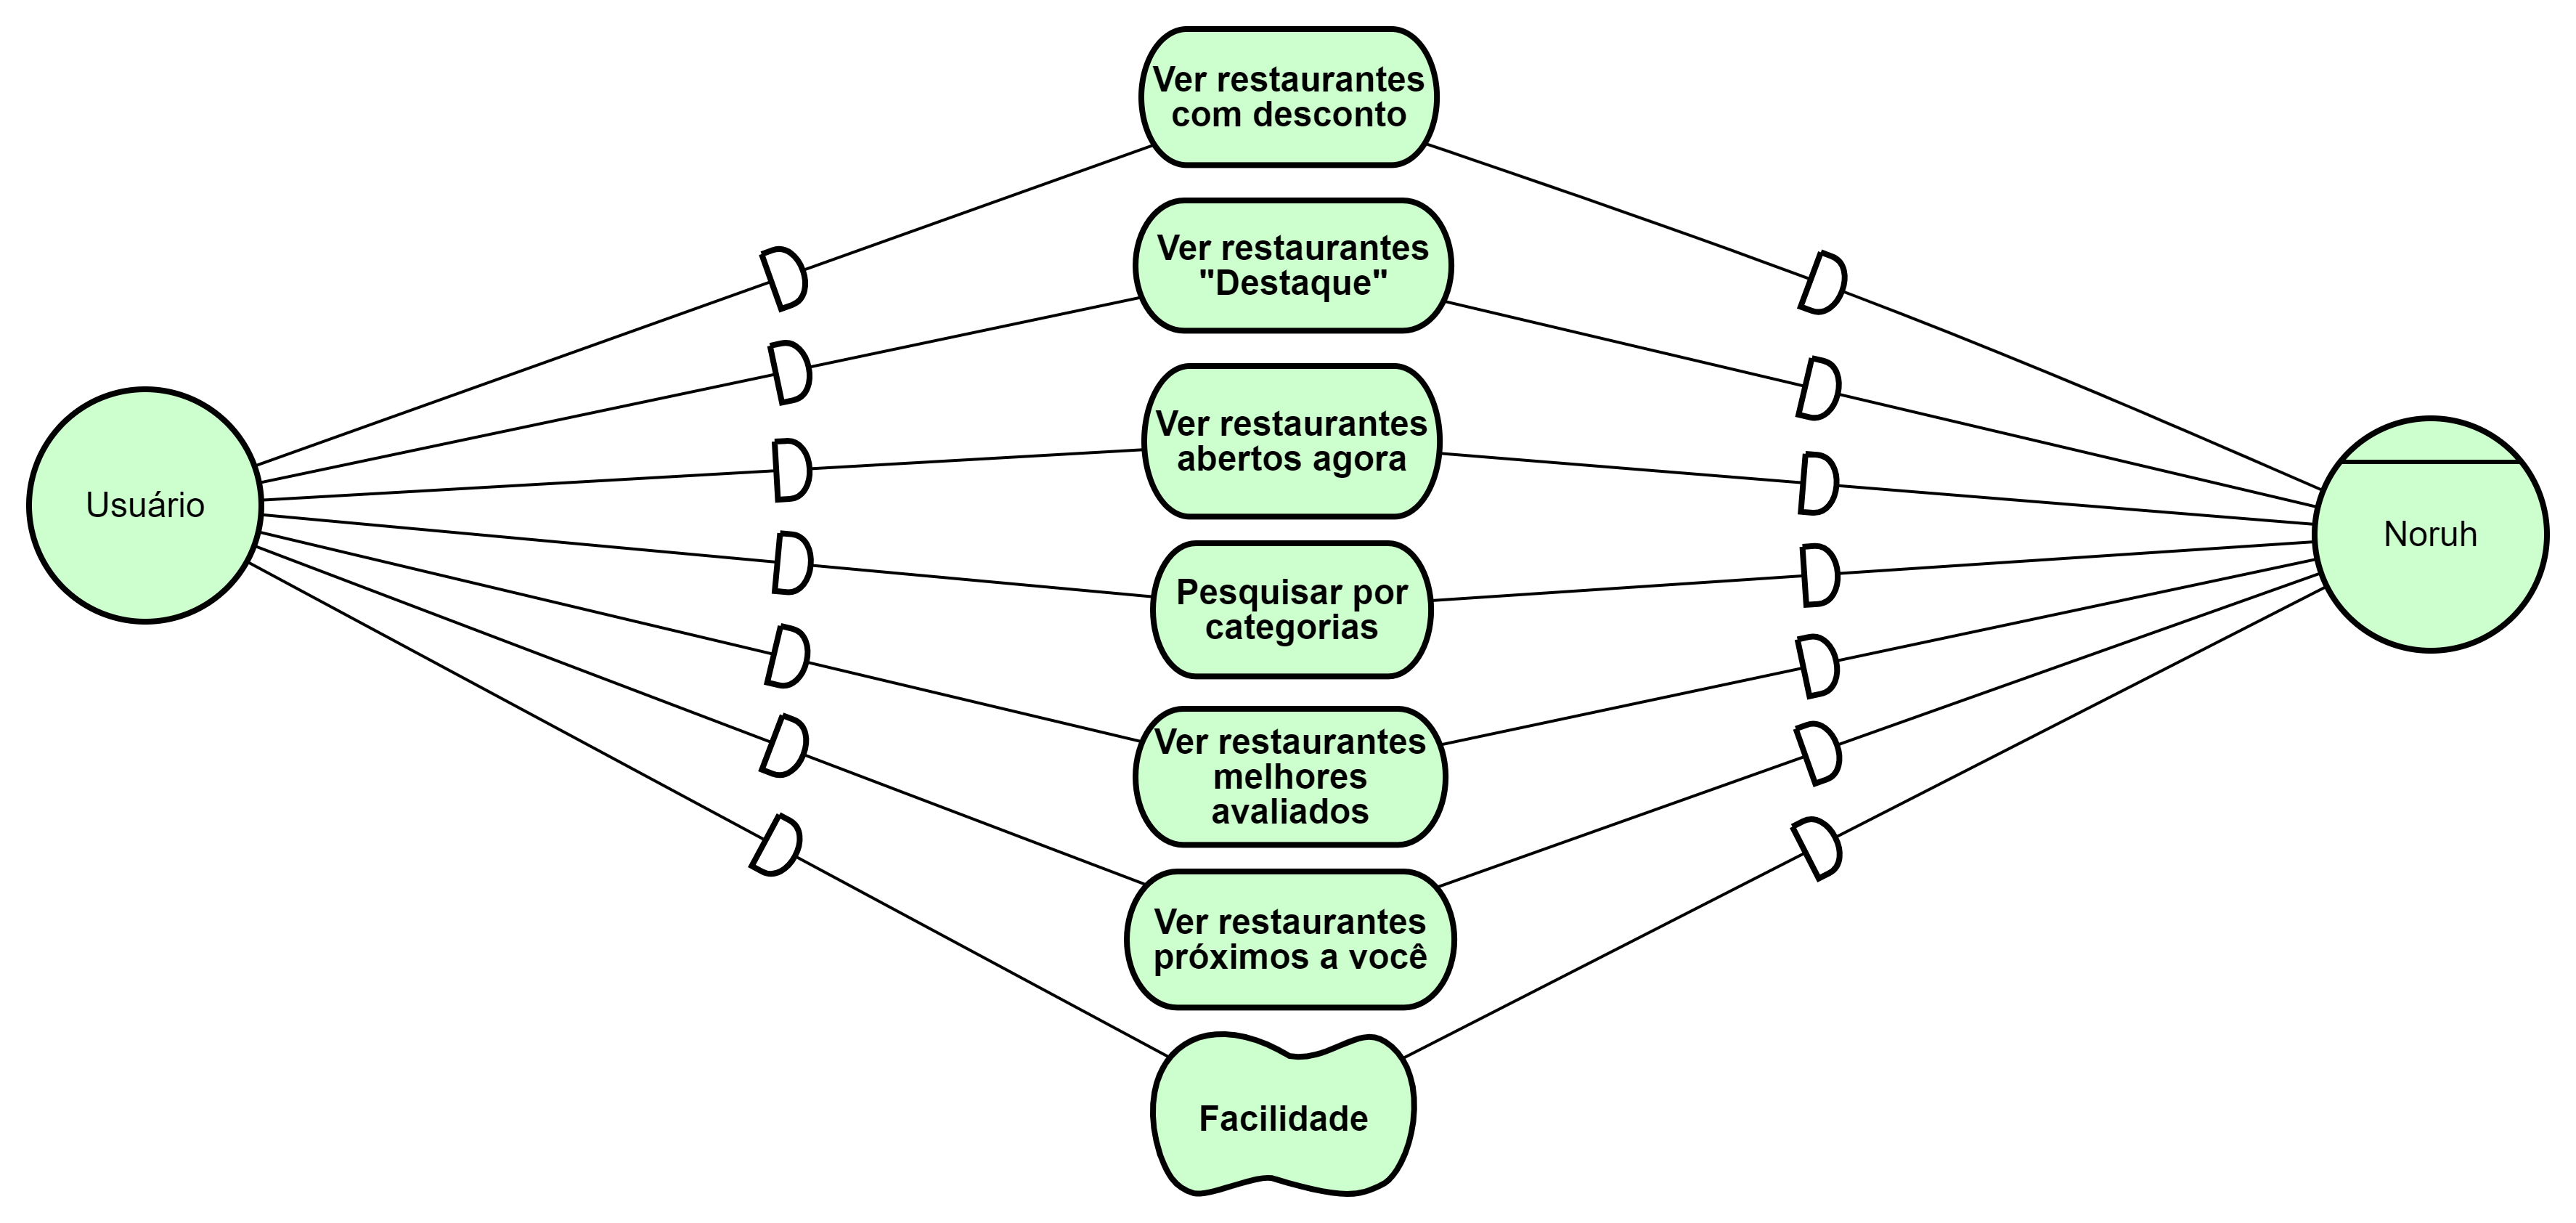 Ver restaurantes
com desconto
Ver restaurantes
"Destaque"
Ver restaurantes
abertos agora
Usuário
Noruh
Pesquisar por
categorias
Ver restaurantes
melhores
avaliados
Ver restaurantes
próximos a você
Facilidade